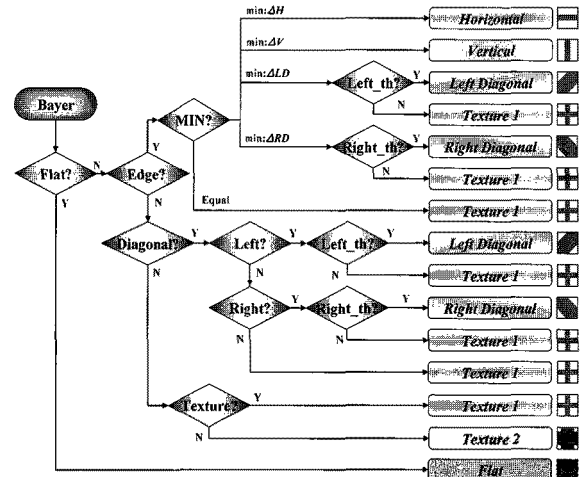 min:ΔH
Horizontal
min:ΔV
Vertical
min:ΔLD
Left_th?
Y
Left Diagonal
N
Texture 1
Bayer
MIN?
min:ΔRD
Right_th?
Y
Right Diagonal
N
Texture 1
Flat?
N
Edge?
Y
Y
N
Equal
Texture 1
Diagonal?
Y
Left?
Y
Left_th?
Y
Left Diagonal
N
N
N
Texture 1
Right?
Y
Right_th?
Y
Right Diagonal
N
N
Texture 1
Texture 1
Texture?
Y
Texture 1
N
Texture 2
Flat